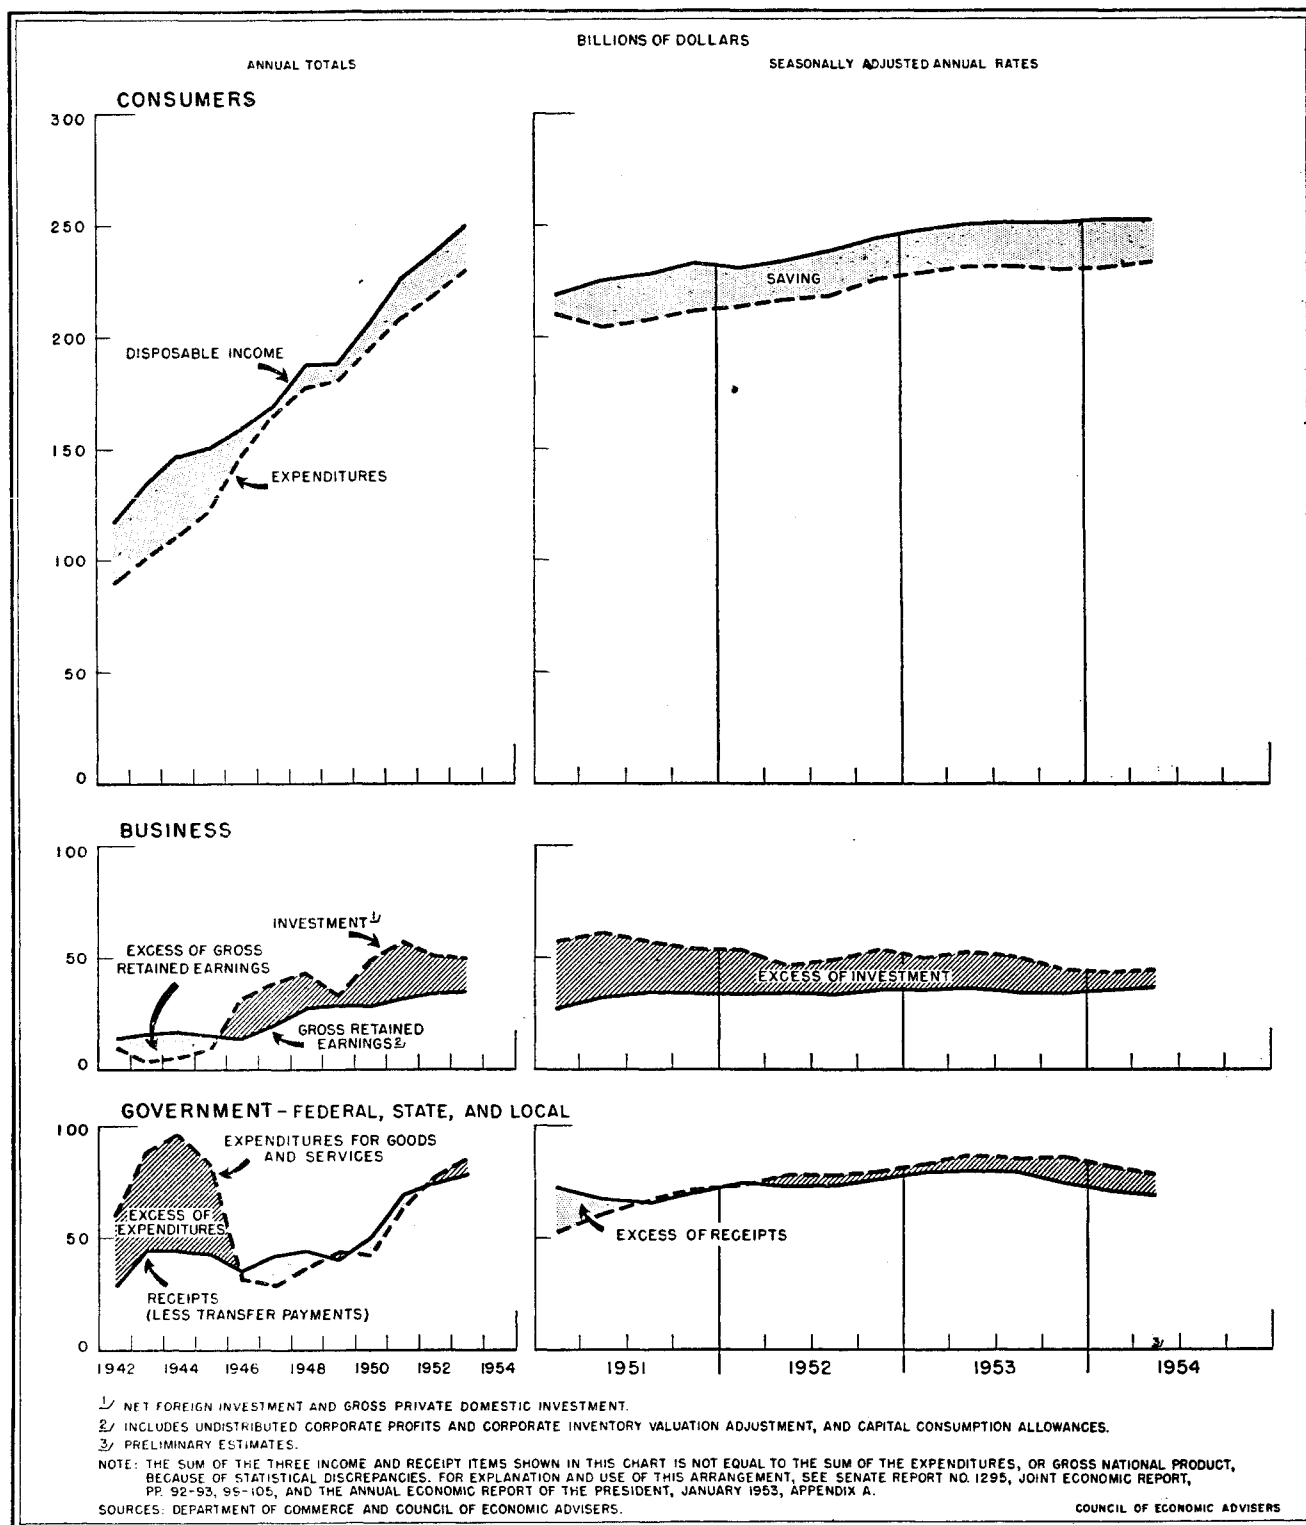 BILLIONS OF DOLLARS
ANNUAL TOTALS
SEASONALLY ADJUSTED ANNUAL RATES
CONSUMERS
300
250
200
150
100
50
0
DISPOSABLE INCOME
EXPENDITURES
SAVING
BUSINESS
100
50
0
INVESTMENT 1/
EXCESS OF GROSS
RETAINED EARNINGS
GROSS RETAINED
EARNINGS 2/
EXCESS OF INVESTMENT
GOVERNMENT - FEDERAL, STATE, AND LOCAL
100
50
0
EXPENDITURES FOR GOODS
AND SERVICES
EXCESS OF
EXPENDITURES
RECEIPTS
(LESS TRANSFER PAYMENTS)
EXCESS OF RECEIPTS
3/
1942 1944 1946 1948 1950 1952 1954
1951 1952 1953 1954
1/ NET FOREIGN INVESTMENT AND GROSS PRIVATE DOMESTIC INVESTMENT.
2/ INCLUDES UNDISTRIBUTED CORPORATE PROFITS AND CORPORATE INVENTORY VALUATION ADJUSTMENT, AND CAPITAL CONSUMPTION ALLOWANCES.
3/ PRELIMINARY ESTIMATES.
NOTE: THE SUM OF THE THREE INCOME AND RECEIPT ITEMS SHOWN IN THIS CHART IS NOT EQUAL TO THE SUM OF THE EXPENDITURES, OR GROSS NATIONAL PRODUCT,
BECAUSE OF STATISTICAL DISCREPANCIES. FOR EXPLANATION AND USE OF THIS ARRANGEMENT, SEE SENATE REPORT NO. 1295, JOINT ECONOMIC REPORT,
PP. 92-93, 99-105, AND THE ANNUAL ECONOMIC REPORT OF THE PRESIDENT, JANUARY 1953, APPENDIX A.
SOURCES: DEPARTMENT OF COMMERCE AND COUNCIL OF ECONOMIC ADVISERS.
COUNCIL OF ECONOMIC ADVISERS